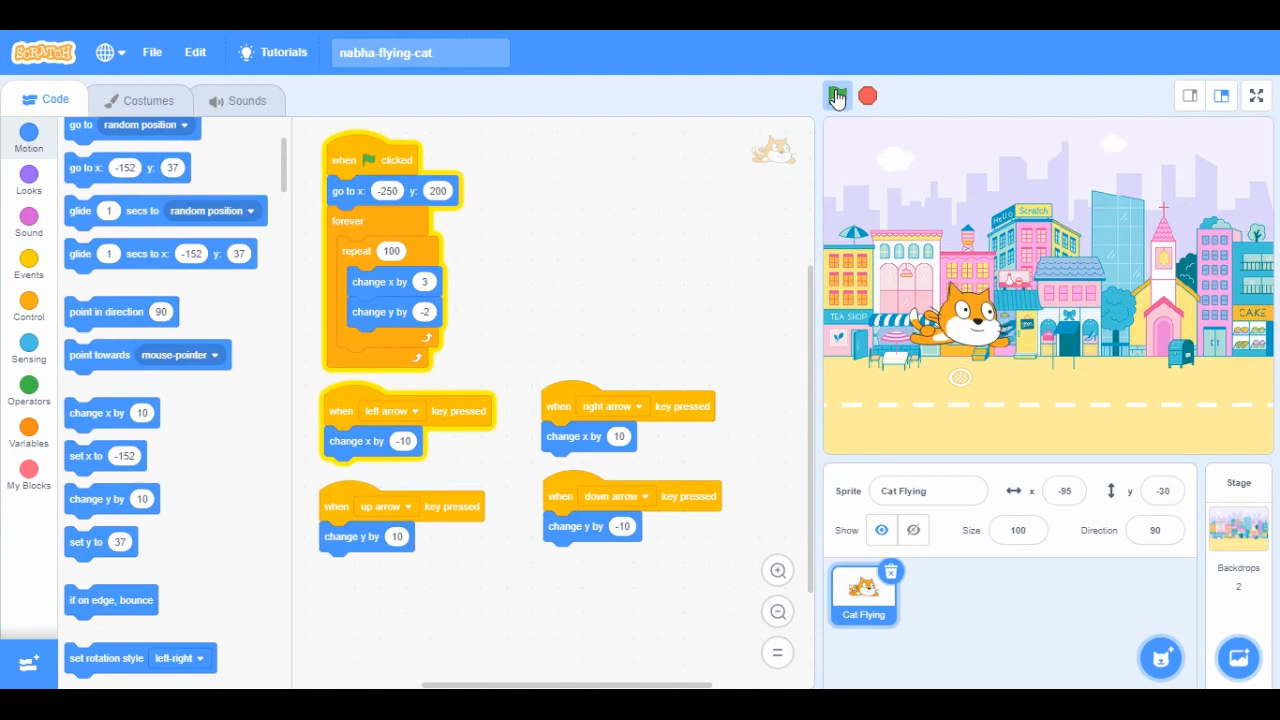 SCRATCH File Edit Tutorials nabha-flying-cat
Code Costumes Sounds
Motion
Looks
Sound
Events
Control
Sensing
Operators
Variables
My Blocks
go to random position
go to x: -152 y: 37
glide 1 secs to random position
glide 1 secs to x: -152 y: 37
point in direction 90
point towards mouse-pointer
change x by 10
set x to -152
change y by 10
set y to 37
if on edge, bounce
set rotation style left-right
when clicked
go to x: -250 y: 200
forever
repeat 100
change x by 3
change y by -2
when left arrow key pressed
change x by -10
when up arrow key pressed
change y by 10
when right arrow key pressed
change x by 10
when down arrow key pressed
change y by -10
Hello Scratch
TEA SHOP
CAKE
Sprite Cat Flying x -95 y -30
Show Size 100 Direction 90
Cat Flying
Stage
Backdrops
2